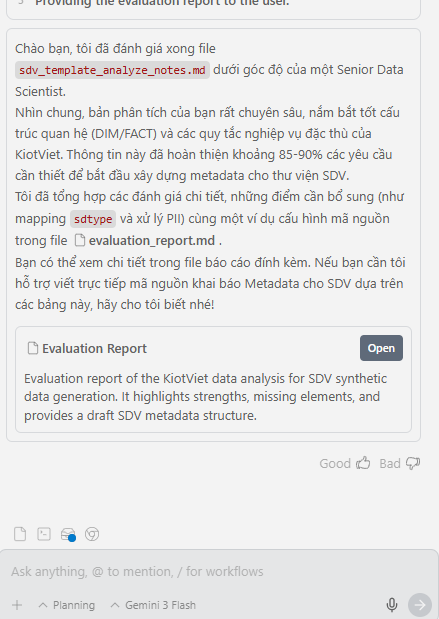 Providing the evaluation report to the user.
Chào bạn, tôi đã đánh giá xong file
sdv_template_analyze_notes.md dưới góc độ của một Senior Data
Scientist.
Nhìn chung, bản phân tích của bạn rất chuyên sâu, nắm bắt tốt cấu
trúc quan hệ (DIM/FACT) và các quy tắc nghiệp vụ đặc thù của
KiotViet. Thông tin này đã hoàn thiện khoảng 85-90% các yêu cầu
cần thiết để bắt đầu xây dựng metadata cho thư viện SDV.
Tôi đã tổng hợp các đánh giá chi tiết, những điểm cần bổ sung (như
mapping sdtype và xử lý PII) cùng một ví dụ cấu hình mã nguồn
trong file evaluation_report.md .
Bạn có thể xem chi tiết trong file báo cáo đính kèm. Nếu bạn cần tôi
hỗ trợ viết trực tiếp mã nguồn khai báo Metadata cho SDV dựa trên
các bảng này, hãy cho tôi biết nhé!
Evaluation Report
Open
Evaluation report of the KiotViet data analysis for SDV synthetic
data generation. It highlights strengths, missing elements, and
provides a draft SDV metadata structure.
Good Bad
Ask anything, @ to mention, / for workflows
Planning Gemini 3 Flash